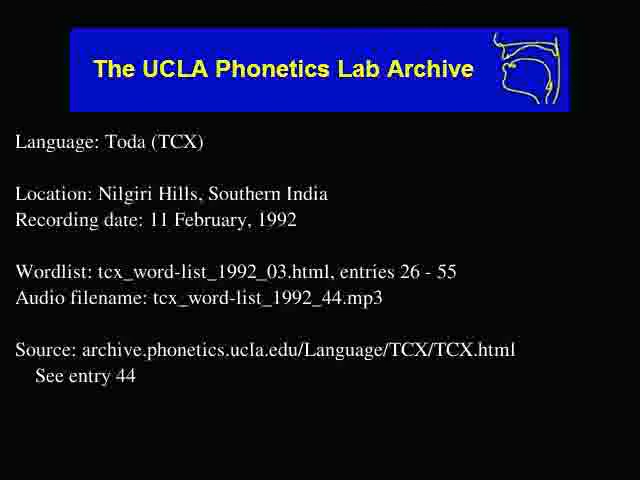 The UCLA Phonetics Lab Archive
Language: Toda (TCX)
Location: Nilgiri Hills, Southern India
Recording date: 11 February, 1992
Wordlist: tcx_word-list_1992_03.html, entries 26 - 55
Audio filename: tcx_word-list_1992_44.mp3
Source: archive.phonetics.ucla.edu/Language/TCX/TCX.html
See entry 44